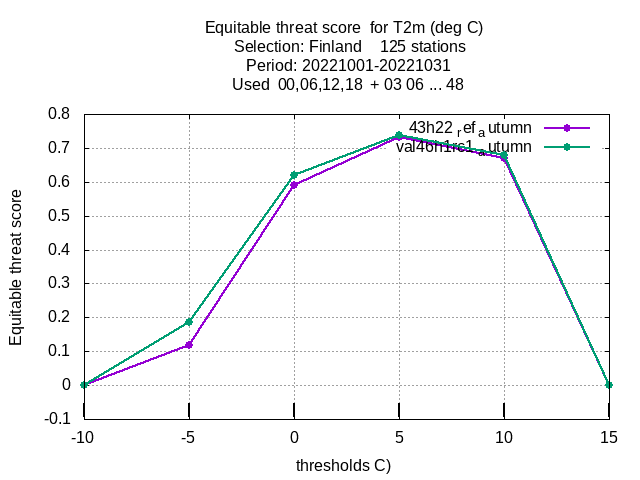 Equitable threat score  for T2m (deg C)
Selection: Finland    125 stations
Period: 20221001-20221031
Used  00,06,12,18  + 03 06 ... 48
43h22_ref_autumn
val46h1rc1_autumn
Equitable threat score
0.8
0.7
0.6
0.5
0.4
0.3
0.2
0.1
0
-0.1
-10 -5 0 5 10 15
thresholds C)